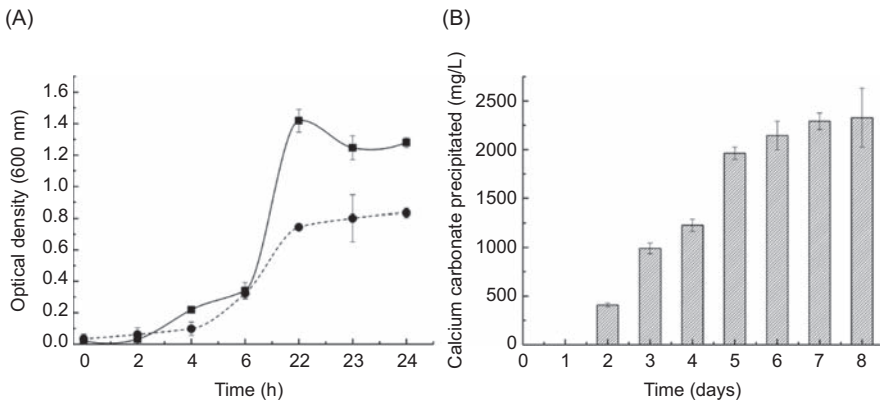 (A)
Optical density (600 nm)
1.6
1.4
1.2
1.0
0.8
0.6
0.4
0.2
0.0
0 2 4 6 22 23 24
Time (h)
(B)
Calcium carbonate precipitated (mg/L)
2500
2000
1500
1000
500
0
0 1 2 3 4 5 6 7 8
Time (days)